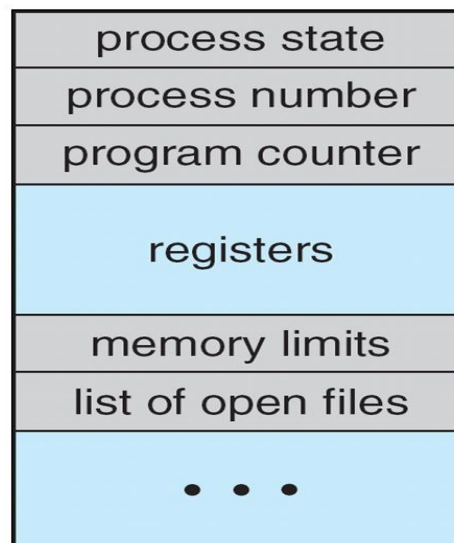 process state
process number
program counter
registers
memory limits
list of open files
• • •